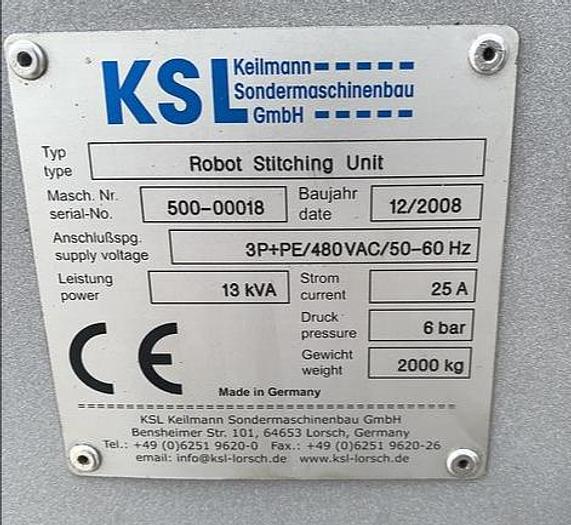 KSL Keilmann
Sondermaschinenbau
GmbH
Typ
type
Robot Stitching Unit
Masch. Nr.
serial-No.
500-00018
Baujahr
date
12/2008
Anschlußspg.
supply voltage
3P+PE/480VAC/50-60 Hz
Leistung
power
13 kVA
Strom
current
25 A
Druck
pressure
6 bar
Gewicht
weight
2000 kg
CE
Made in Germany
KSL Keilmann Sondermaschinenbau GmbH
Bensheimer Str. 101, 64653 Lorsch, Germany
Tel.: +49 (0)6251 9620-0 Fax.: +49 (0)6251 9620-26
email: info@ksl-lorsch.de www.ksl-lorsch.de